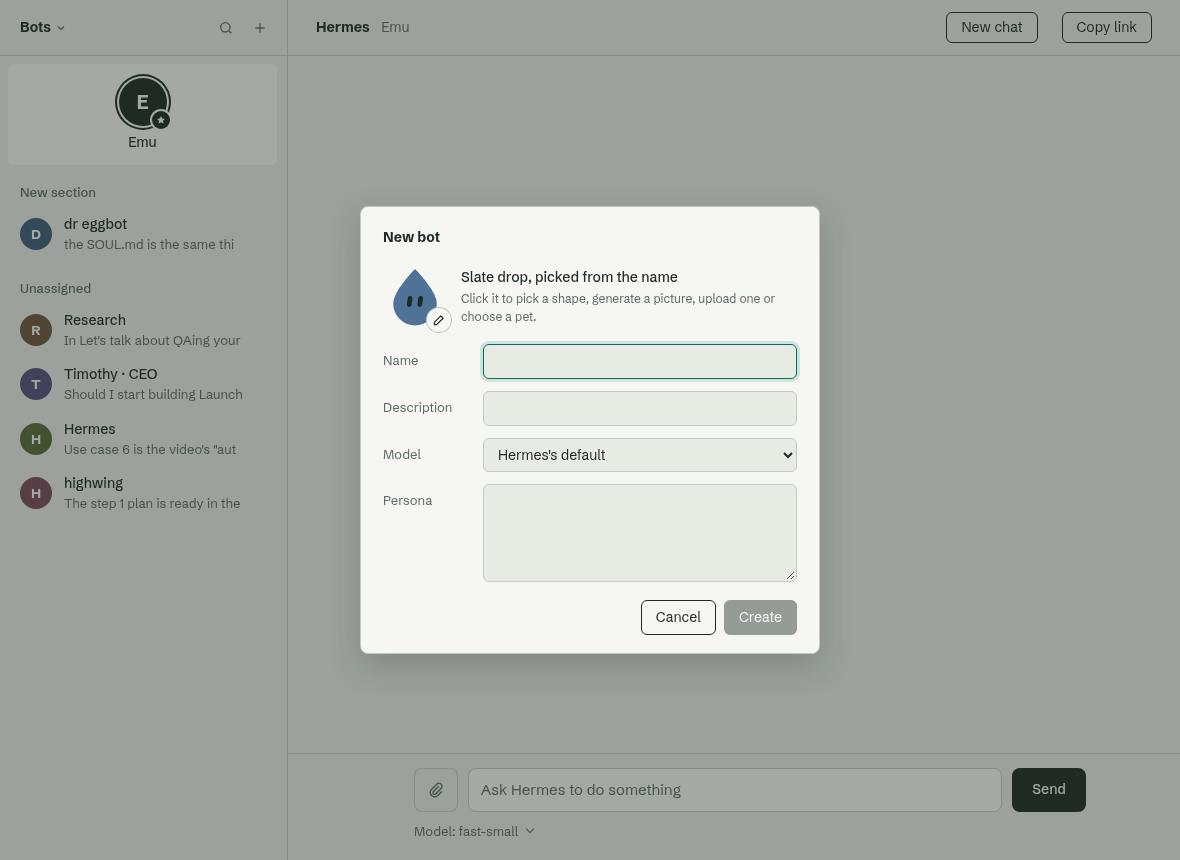 Bots
Hermes Emu
New chat
Copy link
E
Emu
New section
D
dr eggbot
the SOUL.md is the same thi
Unassigned
R
Research
In Let's talk about QAing your
T
Timothy · CEO
Should I start building Launch
H
Hermes
Use case 6 is the video's "aut
H
highwing
The step 1 plan is ready in the
New bot
Slate drop, picked from the name
Click it to pick a shape, generate a picture, upload one or
choose a pet.
Name
Description
Model
Hermes's default
Persona
Cancel
Create
Ask Hermes to do something
Send
Model: fast-small